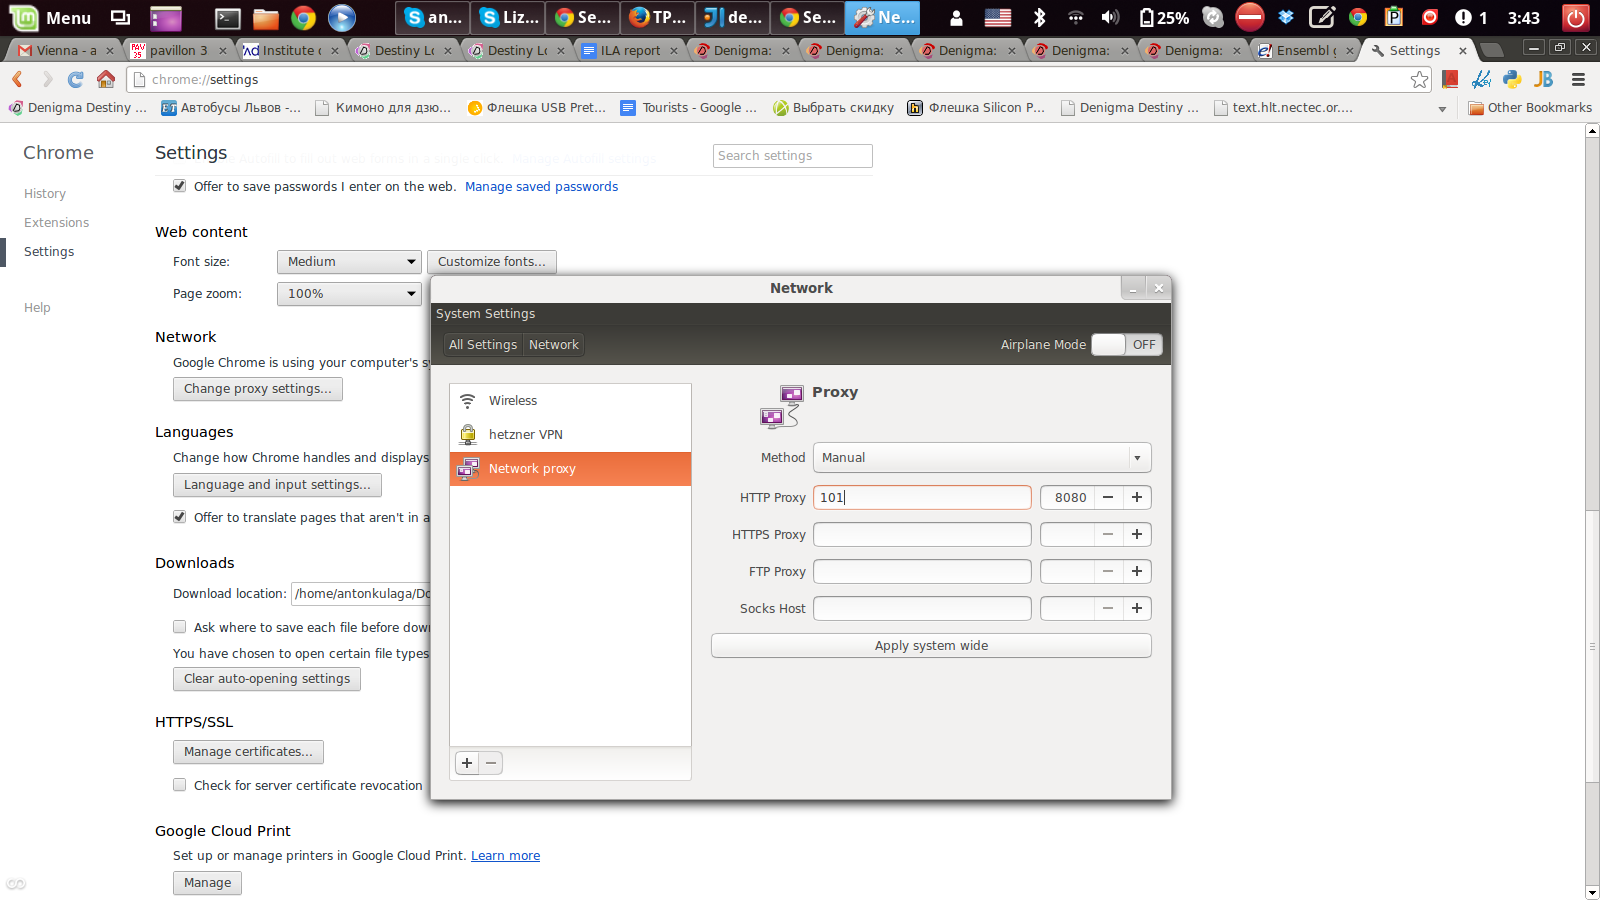 Menu
an...
Liz...
Se...
TP...
de...
Se...
Ne...
25%
1
3:43
Vienna - a
pavillon 3
Institute c
Destiny Lo
Destiny Lo
ILA report
Denigma:
Denigma:
Denigma:
Denigma:
Denigma:
Ensembl g
Settings
chrome://settings
Denigma Destiny ...
Автобусы Львов -...
Кимоно для дзю...
Флешка USB Pret...
Tourists - Google ...
Выбрать скидку
Флешка Silicon P...
Denigma Destiny ...
text.hlt.nectec.or....
Other Bookmarks
Chrome
History
Extensions
Settings
Help
Settings
Search settings
Offer to save passwords I enter on the web. Manage saved passwords
Web content
Font size: Medium Customize fonts...
Page zoom: 100%
Network
Google Chrome is using your computer's sy
Change proxy settings...
Languages
Change how Chrome handles and displays
Language and input settings...
Offer to translate pages that aren't in a
Downloads
Download location: /home/antonkulaga/Do
Ask where to save each file before dow
You have chosen to open certain file types
Clear auto-opening settings
HTTPS/SSL
Manage certificates...
Check for server certificate revocation
Google Cloud Print
Set up or manage printers in Google Cloud Print. Learn more
Manage
Network
System Settings
All Settings Network
Airplane Mode OFF
Wireless
hetzner VPN
Network proxy
Proxy
Method Manual
HTTP Proxy 101 8080
HTTPS Proxy
FTP Proxy
Socks Host
Apply system wide